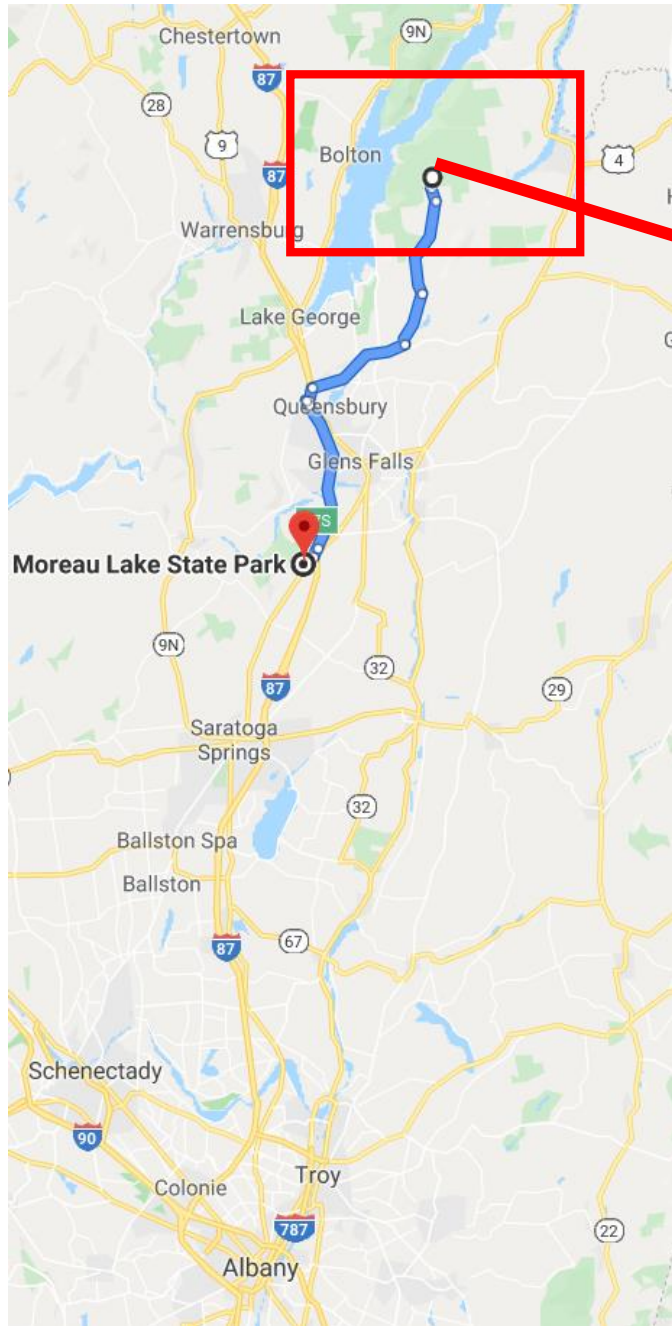 Chestertown
9N
87
28
9
Bolton
4
87
H
Warrensburg
Lake George
G
Queensbury
Glens Falls
7S
Moreau Lake State Park
9N
32
87
29
Saratoga
Springs
32
Ballston Spa
Ballston
67
87
Schenectady
90
Troy
Colonie
787
22
Albany